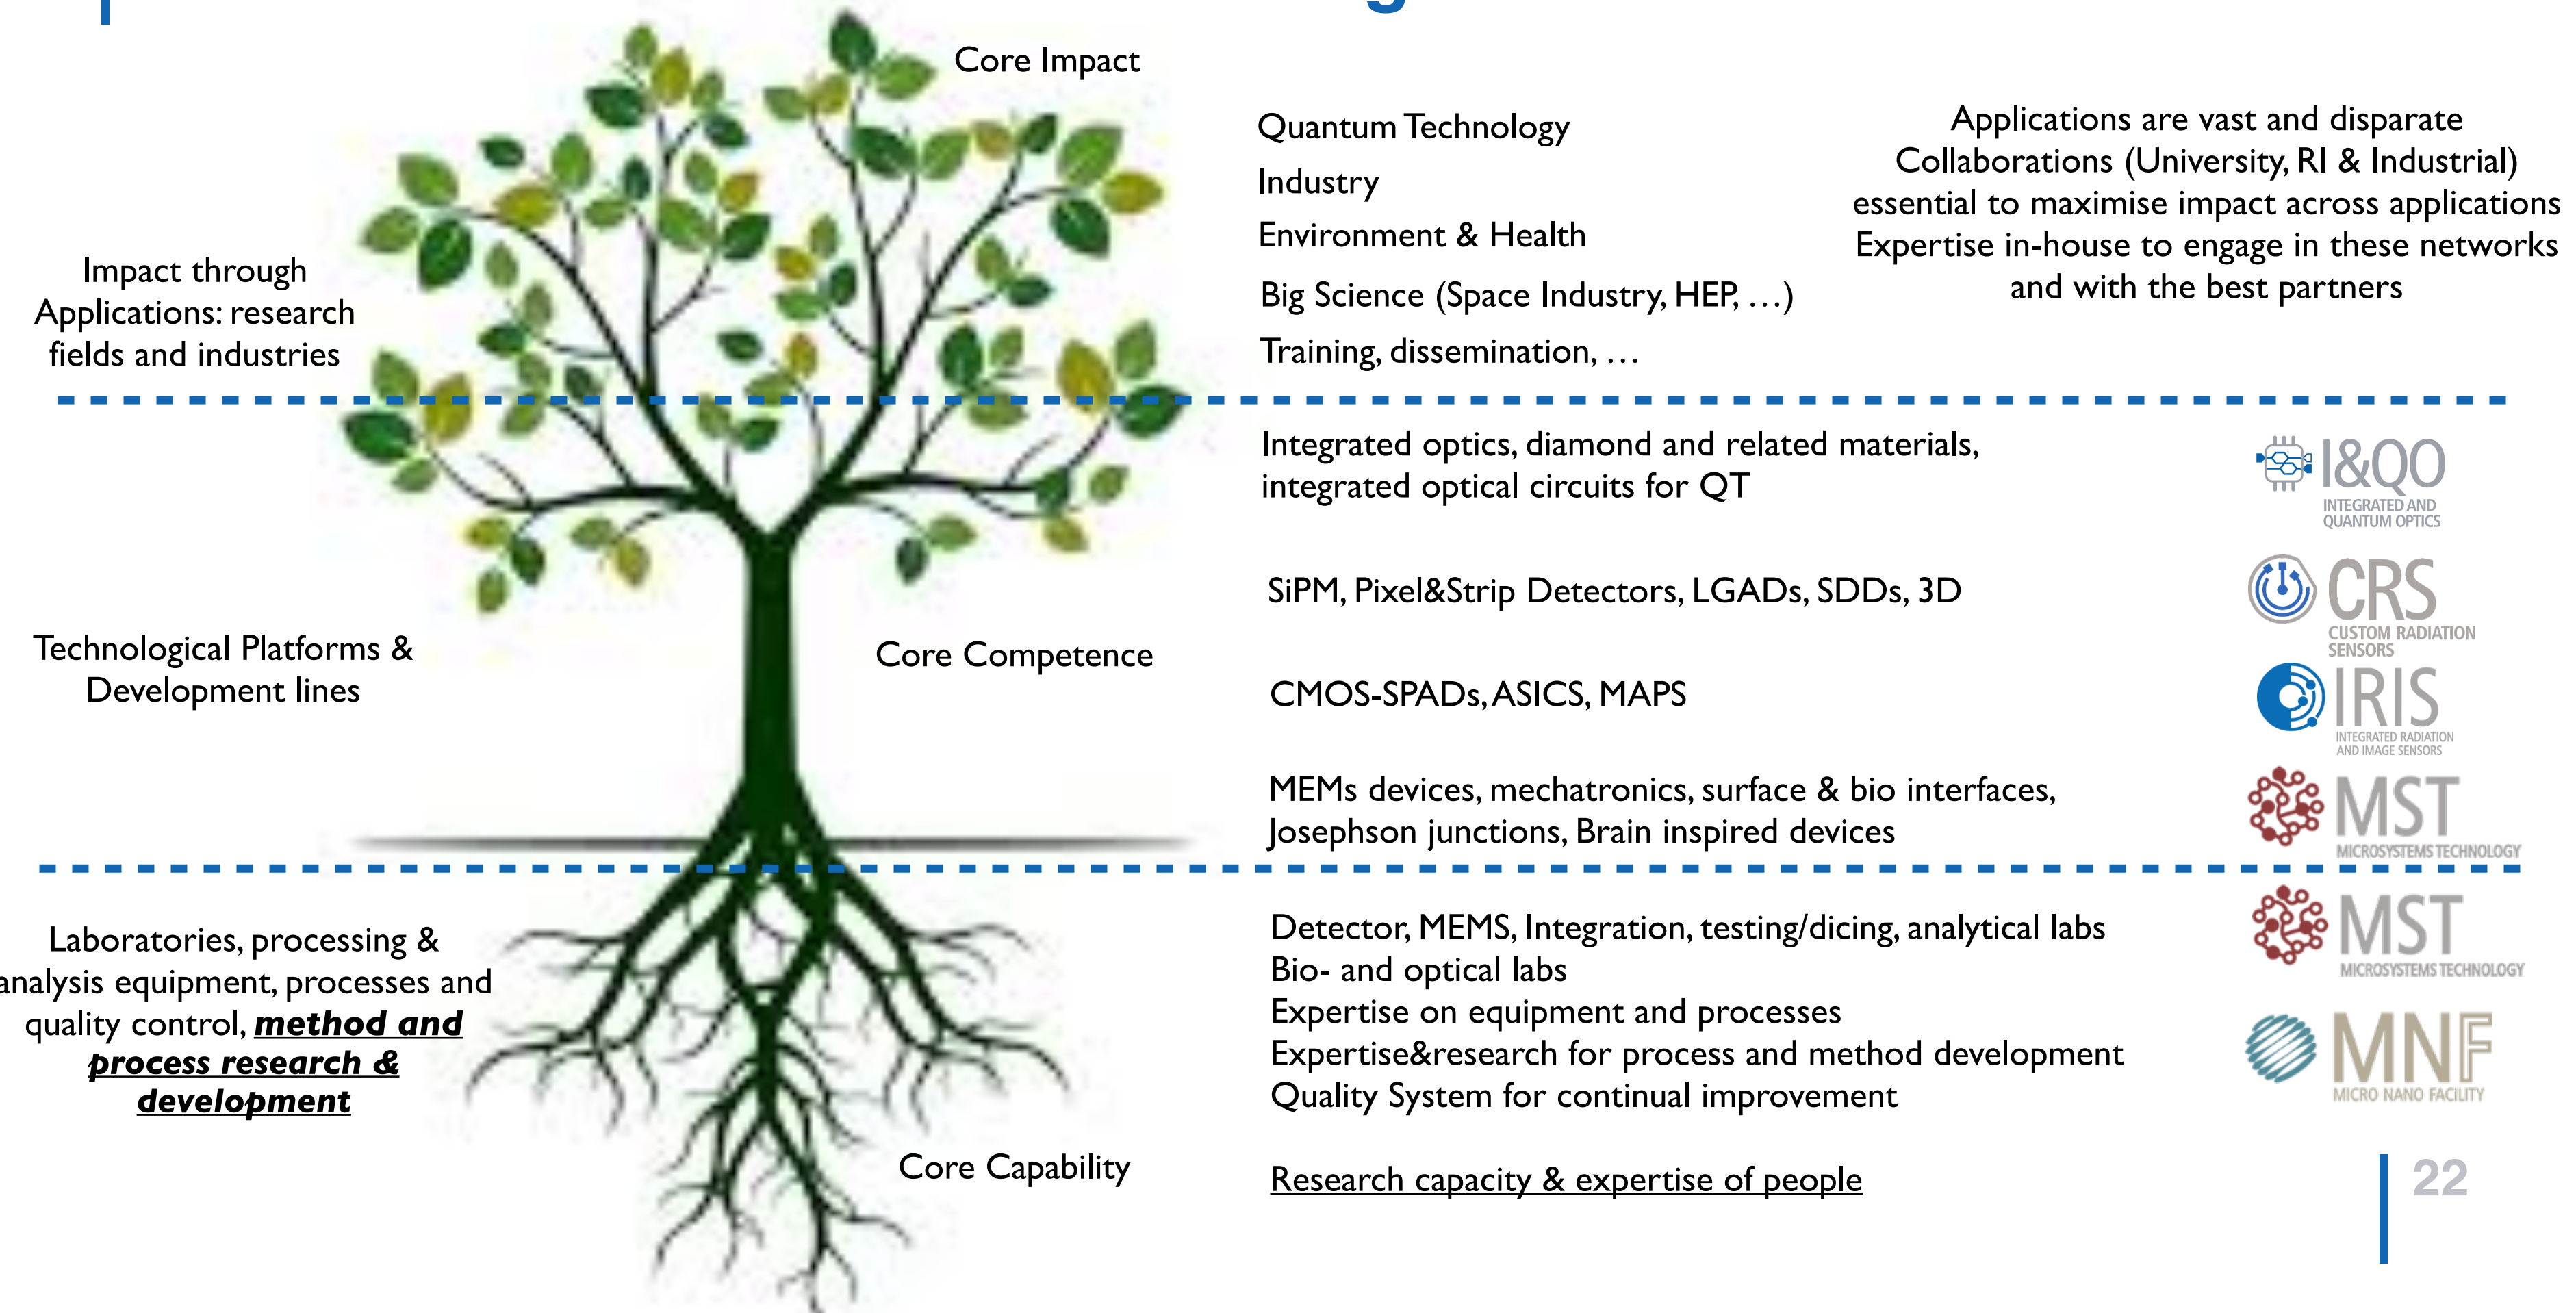 Core Impact
Impact through
Applications: research
fields and industries
Quantum Technology
Industry
Environment & Health
Big Science (Space Industry, HEP, …)
Training, dissemination, …
Applications are vast and disparate
Collaborations (University, RI & Industrial)
essential to maximise impact across applications
Expertise in-house to engage in these networks
and with the best partners
Technological Platforms &
Development lines
Core Competence
Integrated optics, diamond and related materials,
integrated optical circuits for QT
I&QO
INTEGRATED AND
QUANTUM OPTICS
SiPM, Pixel&Strip Detectors, LGADs, SDDs, 3D
CRS
CUSTOM RADIATION
SENSORS
CMOS-SPADs, ASICS, MAPS
IRIS
INTEGRATED RADIATION
AND IMAGE SENSORS
MEMs devices, mechatronics, surface & bio interfaces,
Josephson junctions, Brain inspired devices
MST
MICROSYSTEMS TECHNOLOGY
Laboratories, processing &
analysis equipment, processes and
quality control, method and
process research &
development
Core Capability
Detector, MEMS, Integration, testing/dicing, analytical labs
Bio- and optical labs
Expertise on equipment and processes
Expertise&research for process and method development
Quality System for continual improvement
Research capacity & expertise of people
MST
MICROSYSTEMS TECHNOLOGY
MNF
MICRO NANO FACILITY
22